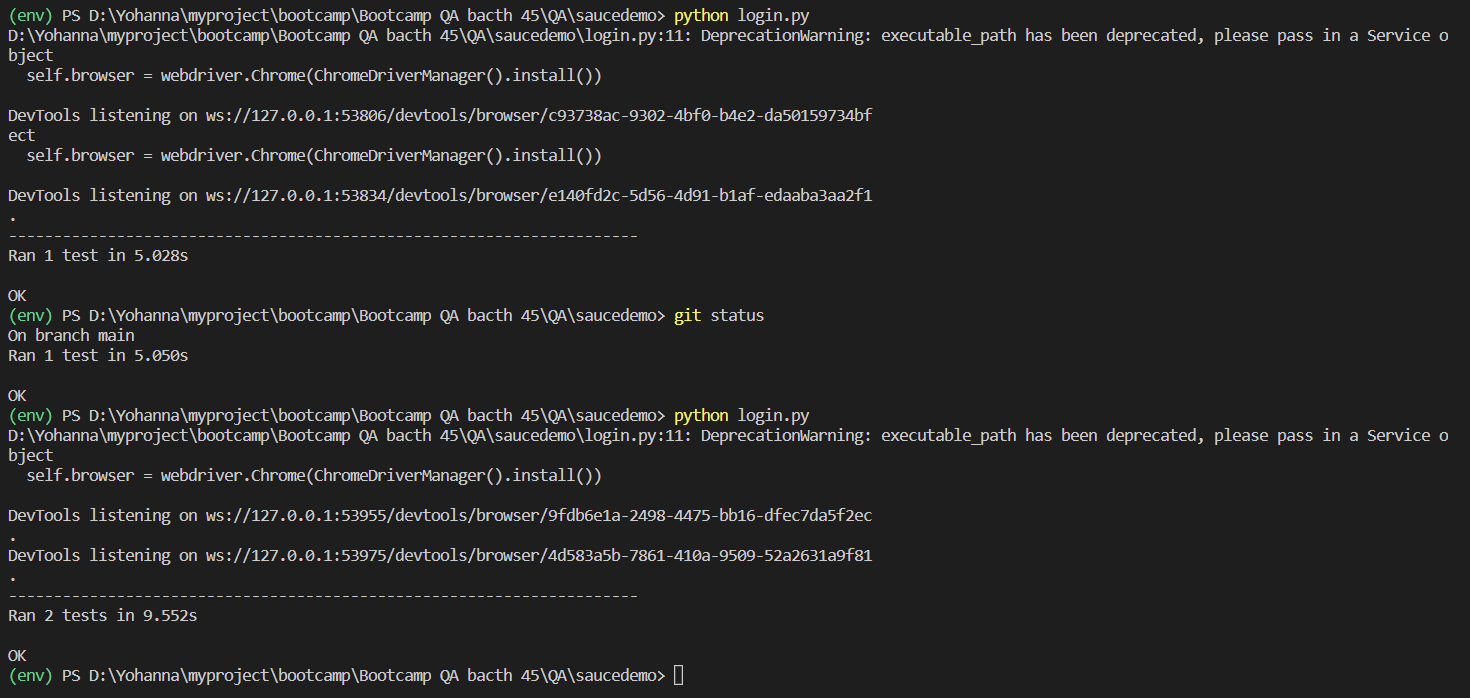 (env) PS D:\Yohanna\myproject\bootcamp\Bootcamp QA bacth 45\QA\saucedemo> python login.py
D:\Yohanna\myproject\bootcamp\Bootcamp QA bacth 45\QA\saucedemo\login.py:11: DeprecationWarning: executable_path has been deprecated, please pass in a Service o
bject
  self.browser = webdriver.Chrome(ChromeDriverManager().install())

DevTools listening on ws://127.0.0.1:53806/devtools/browser/c93738ac-9302-4bf0-b4e2-da50159734bf
ect
  self.browser = webdriver.Chrome(ChromeDriverManager().install())

DevTools listening on ws://127.0.0.1:53834/devtools/browser/e140fd2c-5d56-4d91-b1af-edaaba3aa2f1
.
----------------------------------------------------------------------
Ran 1 test in 5.028s

OK
(env) PS D:\Yohanna\myproject\bootcamp\Bootcamp QA bacth 45\QA\saucedemo> git status
On branch main
Ran 1 test in 5.050s

OK
(env) PS D:\Yohanna\myproject\bootcamp\Bootcamp QA bacth 45\QA\saucedemo> python login.py
D:\Yohanna\myproject\bootcamp\Bootcamp QA bacth 45\QA\saucedemo\login.py:11: DeprecationWarning: executable_path has been deprecated, please pass in a Service o
bject
  self.browser = webdriver.Chrome(ChromeDriverManager().install())

DevTools listening on ws://127.0.0.1:53955/devtools/browser/9fdb6e1a-2498-4475-bb16-dfec7da5f2ec
.
DevTools listening on ws://127.0.0.1:53975/devtools/browser/4d583a5b-7861-410a-9509-52a2631a9f81
.
----------------------------------------------------------------------
Ran 2 tests in 9.552s

OK
(env) PS D:\Yohanna\myproject\bootcamp\Bootcamp QA bacth 45\QA\saucedemo>